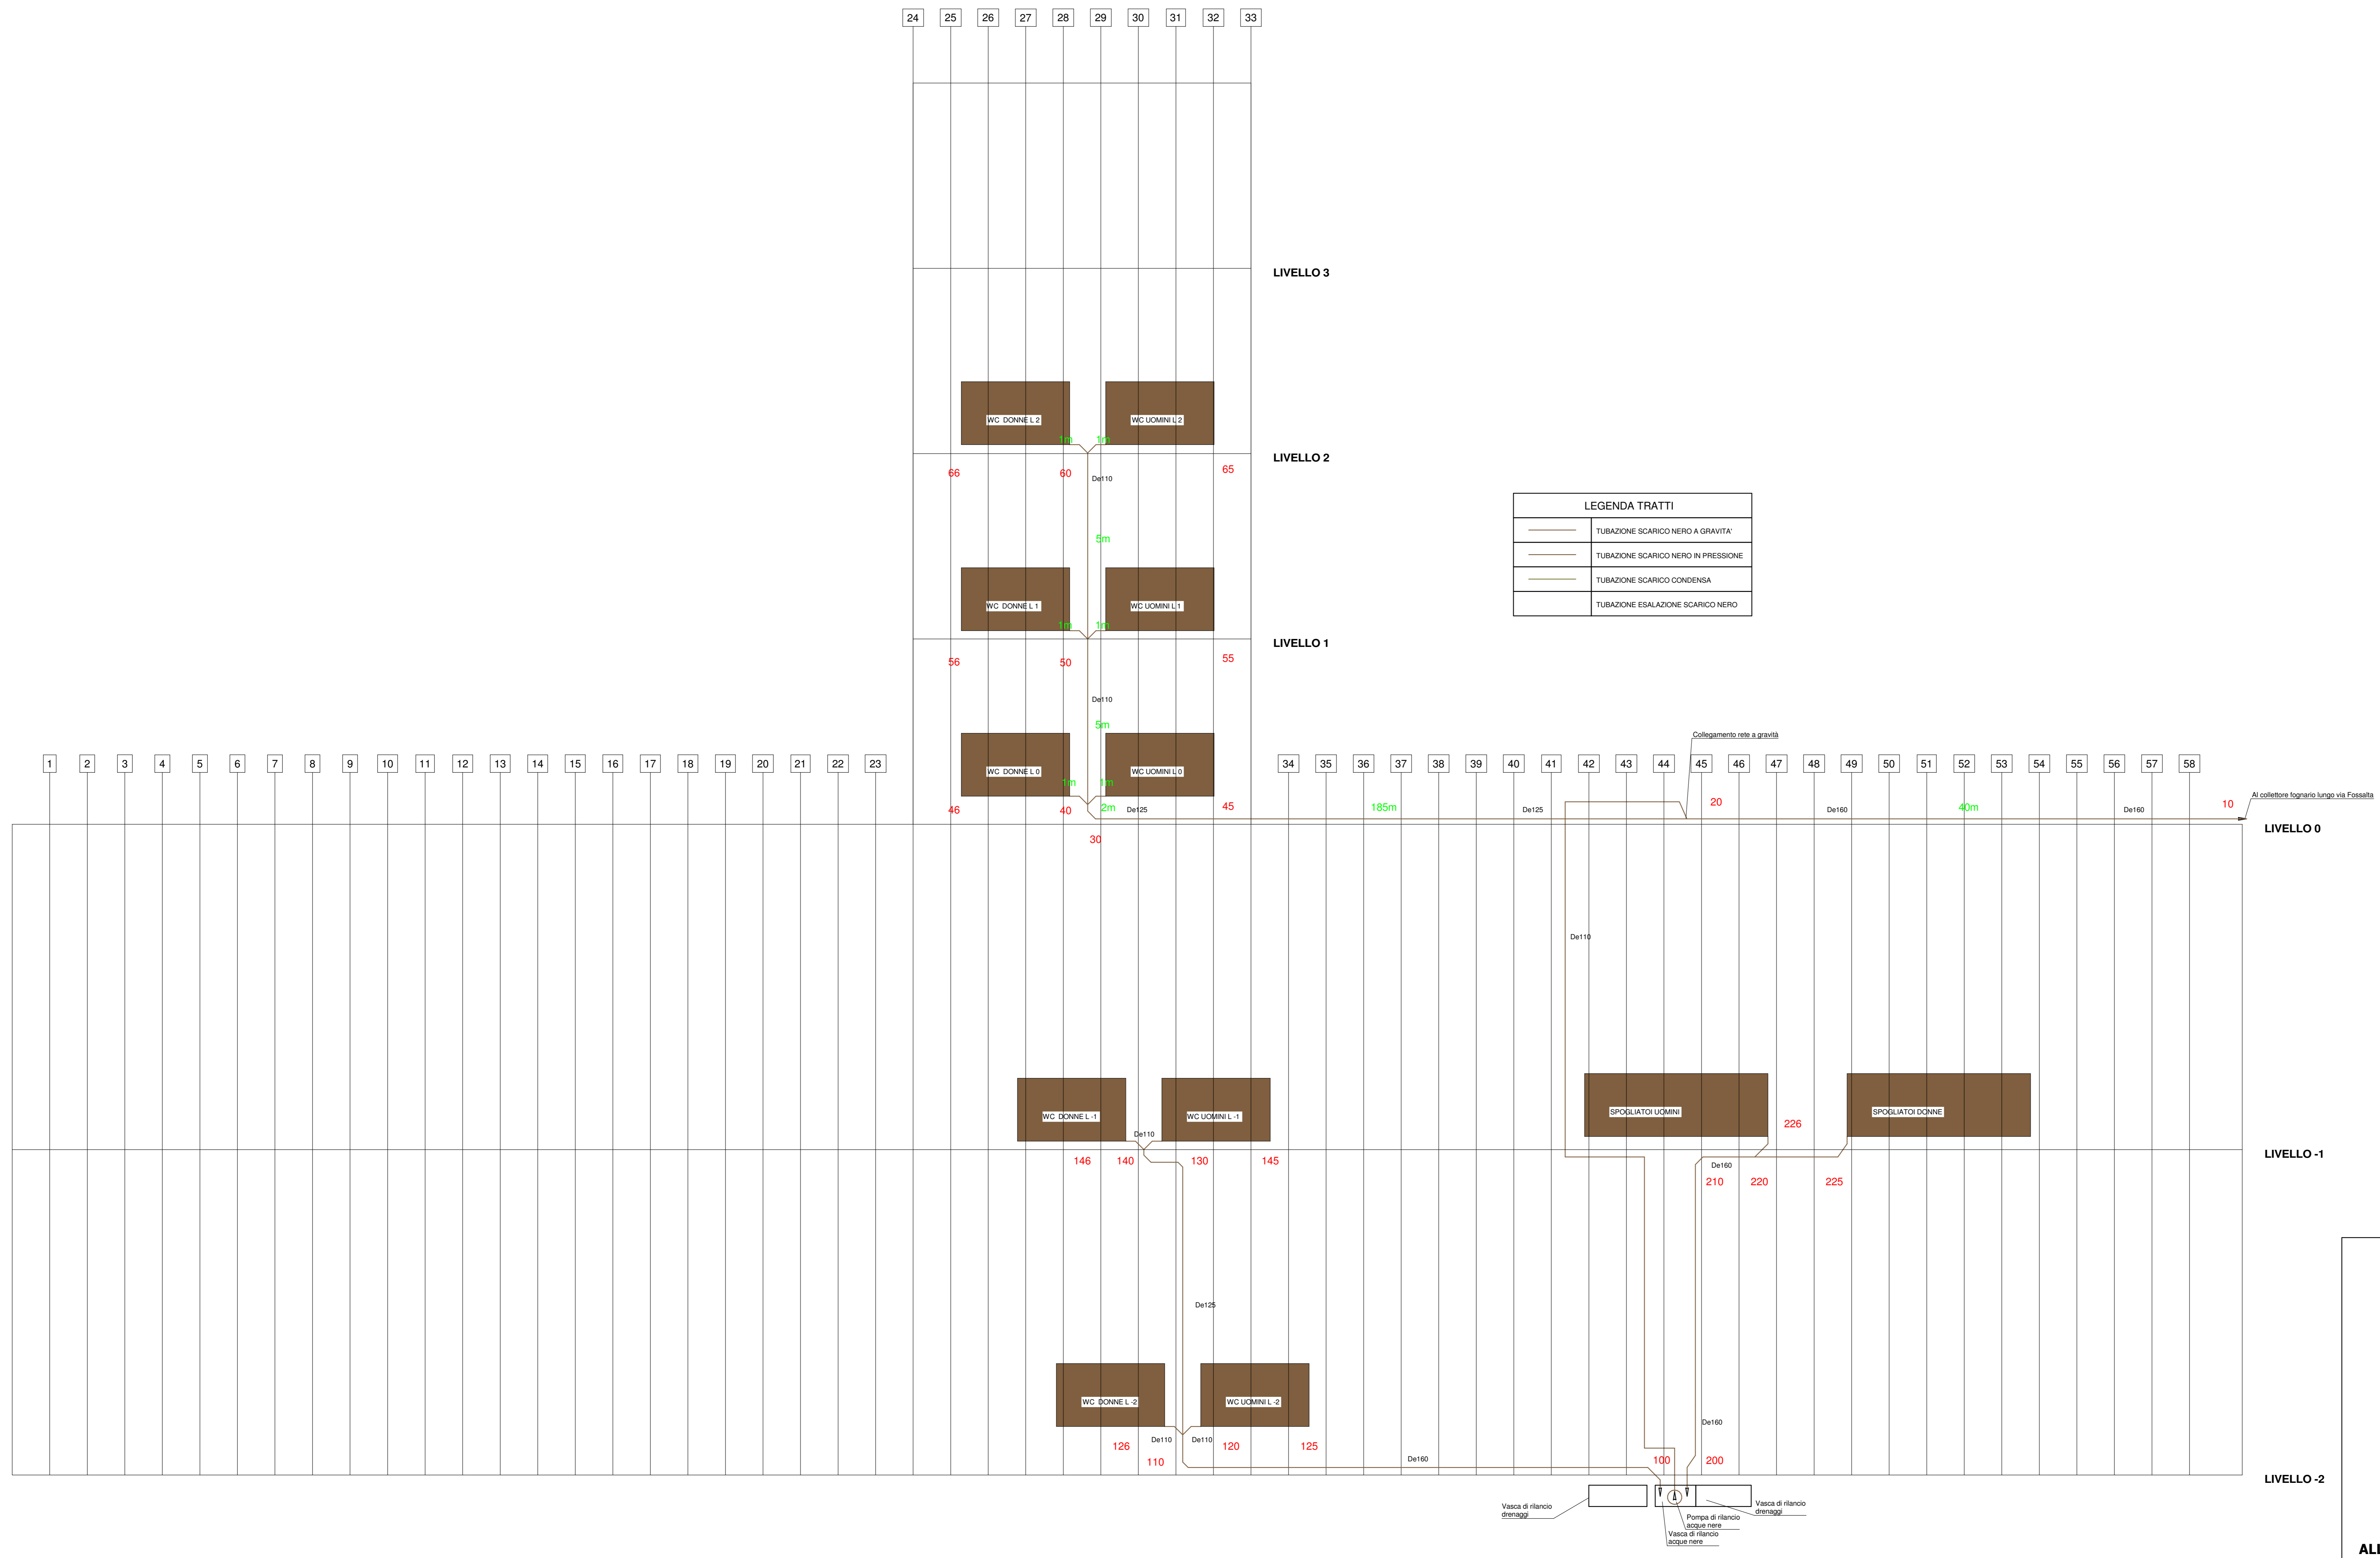 24 25 26 27 28 29 30 31 32 33
LIVELLO 3
WC DONNE L 2
WC UOMINI L 2
1m 1m
LIVELLO 2
66 60 65
De110
5m
LEGENDA TRATTI
TUBAZIONE SCARICO NERO A GRAVITA'
TUBAZIONE SCARICO NERO IN PRESSIONE
TUBAZIONE SCARICO CONDENSA
TUBAZIONE ESALAZIONE SCARICO NERO
WC DONNE L 1
WC UOMINI L 1
1m 1m
LIVELLO 1
56 50 55
De110
5m
Collegamento rete a gravità
1 2 3 4 5 6 7 8 9 10 11 12 13 14 15 16 17 18 19 20 21 22 23
34 35 36 37 38 39 40 41 42 43 44 45 46 47 48 49 50 51 52 53 54 55 56 57 58
WC DONNE L 0
WC UOMINI L 0
1m 1m
46 40 2m De125 45 185m De125 20 De160 40m De160 10
Al collettore fognario lungo via Fossalta
LIVELLO 0
30
De110
WC DONNE L -1
WC UOMINI L -1
SPOGLIATOI UOMINI
SPOGLIATOI DONNE
226
De110
LIVELLO -1
146 140 130 145
De160
210 220 225
De125
WC DONNE L -2
WC UOMINI L -2
De160
De110 De110
126 120 125
110
De160
100 200
LIVELLO -2
Vasca di rilancio
drenaggi
Vasca di rilancio
drenaggi
Pompa di rilancio
acque nere
Vasca di rilancio
acque nere